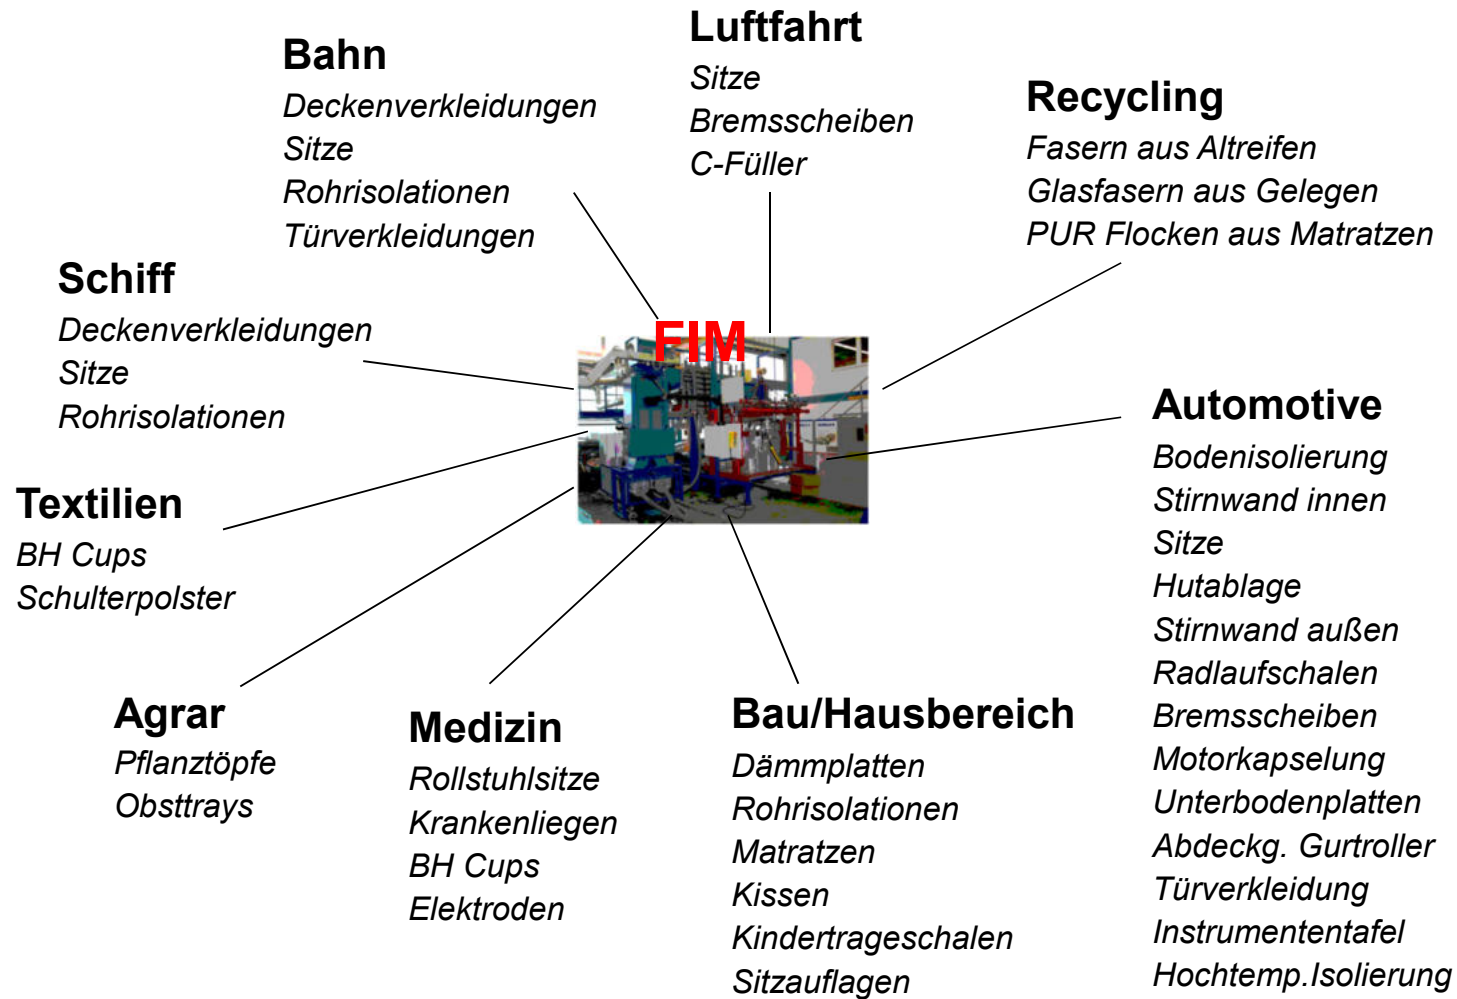 Luftfahrt
Sitze
Bremsscheiben
C-Füller
Bahn
Deckenverkleidungen
Sitze
Rohrisolationen
Türverkleidungen
Recycling
Fasern aus Altreifen
Glasfasern aus Gelegen
PUR Flocken aus Matratzen
Schiff
Deckenverkleidungen
Sitze
Rohrisolationen
FIM
Automotive
Bodenisolierung
Stirnwand innen
Sitze
Hutablage
Stirnwand außen
Radlaufschalen
Bremsscheiben
Motorkapselung
Unterbodenplatten
Abdeckg. Gurtroller
Türverkleidung
Instrumententafel
Hochtemp.Isolierung
Textilien
BH Cups
Schulterpolster
Agrar
Pflanztöpfe
Obsttrays
Medizin
Rollstuhlsitze
Krankenliegen
BH Cups
Elektroden
Bau/Hausbereich
Dämmplatten
Rohrisolationen
Matratzen
Kissen
Kindertrageschalen
Sitzauflagen